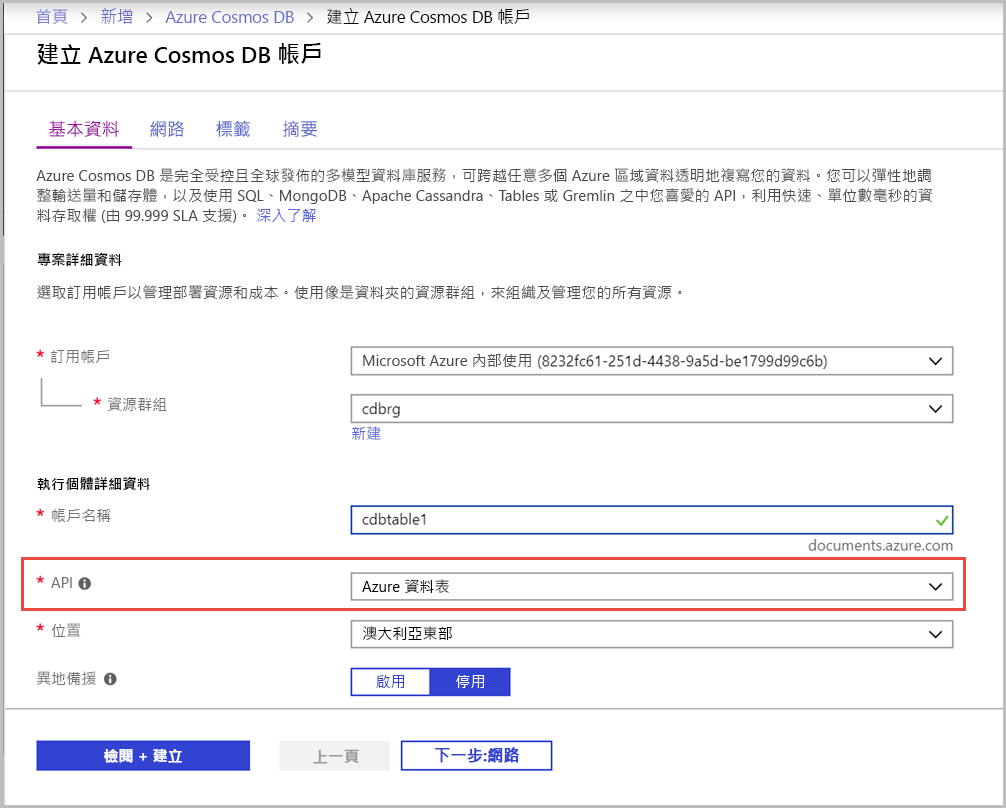 首頁 > 新增 > Azure Cosmos DB > 建立 Azure Cosmos DB 帳戶
建立 Azure Cosmos DB 帳戶
基本資料 網路 標籤 摘要
Azure Cosmos DB 是完全受控且全球發佈的多模型資料庫服務，可跨越任意多個 Azure 區域資料透明地複寫您的資料。您可以彈性地調
整輸送量和儲存體，以及使用 SQL、MongoDB、Apache Cassandra、Tables 或 Gremlin 之中您喜愛的 API，利用快速、單位數毫秒的資
料存取權 (由 99.999 SLA 支援)。 深入了解
專案詳細資料
選取訂用帳戶以管理部署資源和成本。使用像是資料夾的資源群組，來組織及管理您的所有資源。
* 訂用帳戶 Microsoft Azure 內部使用 (8232fc61-251d-4438-9a5d-be1799d99c6b)
* 資源群組 cdbrg
新建
執行個體詳細資料
* 帳戶名稱 cdbtable1
documents.azure.com
* API Azure 資料表
* 位置 澳大利亞東部
異地備援 啟用 停用
檢閱 + 建立 上一頁 下一步:網路